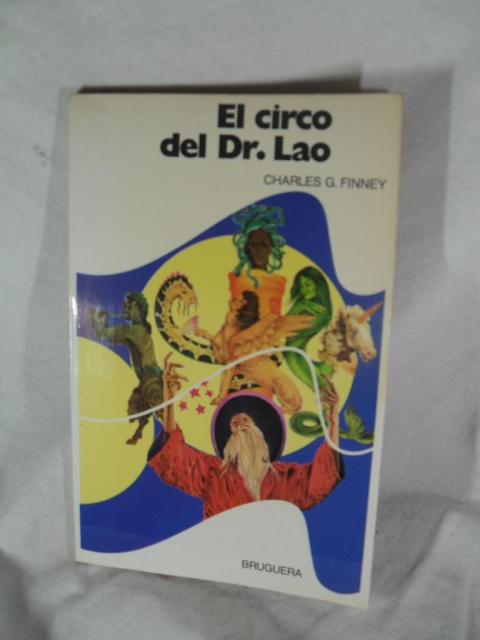 El circo
del Dr. Lao
CHARLES G. FINNEY
BRUGUERA